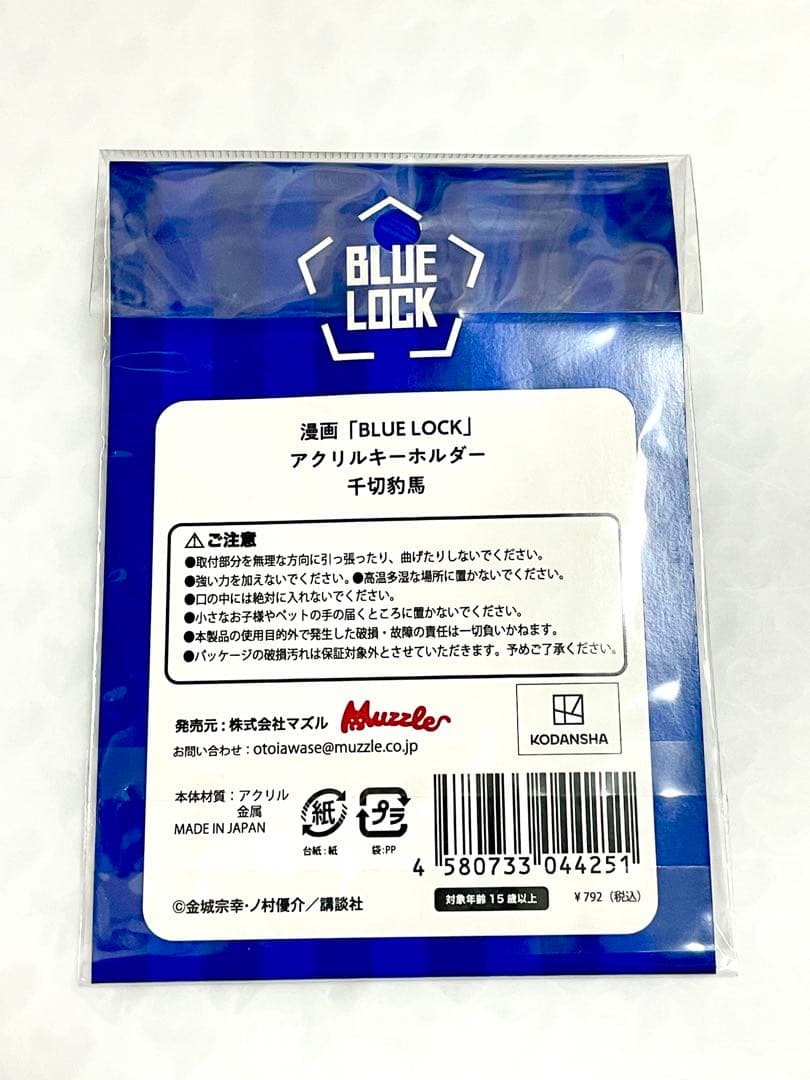 BLUE
LOCK
漫画「BLUE LOCK」
アクリルキーホルダー
千切豹馬
⚠ご注意
●取付部分を無理な方向に引っ張ったり、曲げたりしないでください。
●強い力を加えないでください。●高温多湿な場所に置かないでください。
●口の中には絶対に入れないでください。
●小さなお子様やペットの手の届くところに置かないでください。
●本製品の使用目的外で発生した破損・故障の責任は一切負いかねます。
●パッケージの破損汚れは保証対象外とさせていただきます。予めご了承ください。
発売元:株式会社マズル Muzzle
お問い合わせ:otoiawase@muzzle.co.jp
KODANSHA
本体材質:アクリル
金属
MADE IN JAPAN
紙
台紙:紙
プラ
袋:PP
4 580733 044251
対象年齢15歳以上
¥792(税込)
©金城宗幸・ノ村優介/講談社